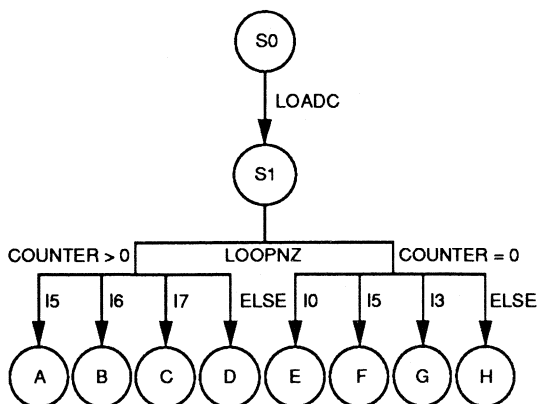 S0
LOADC
S1
COUNTER > 0 LOOPNZ COUNTER = 0
I5 I6 I7 ELSE I0 I5 I3 ELSE
A B C D E F G H